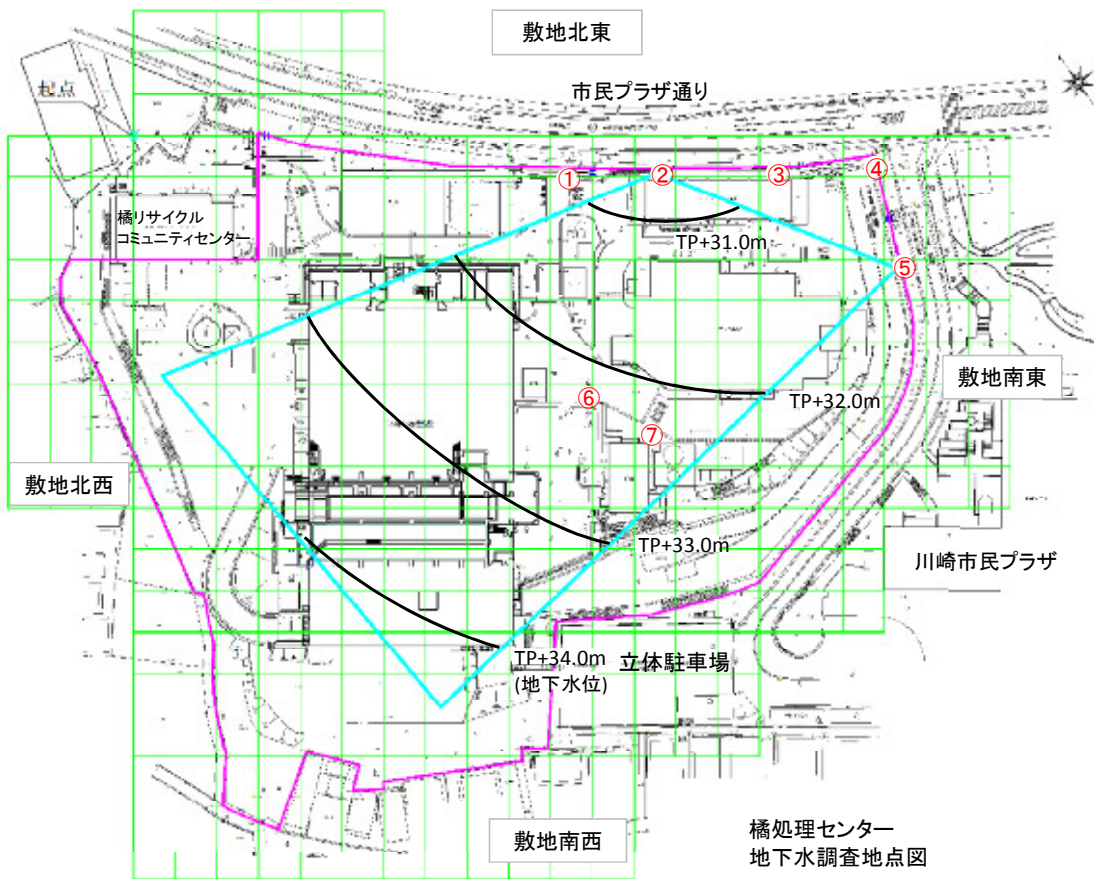 敷地北東
市民プラザ通り
起点
①
②
③
④
橘リサイクル
コミュニティセンター
TP+31.0m
⑤
敷地南東
⑥
TP+32.0m
⑦
敷地北西
TP+33.0m
川崎市民プラザ
TP+34.0m
(地下水位)
立体駐車場
敷地南西
橘処理センター
地下水調査地点図